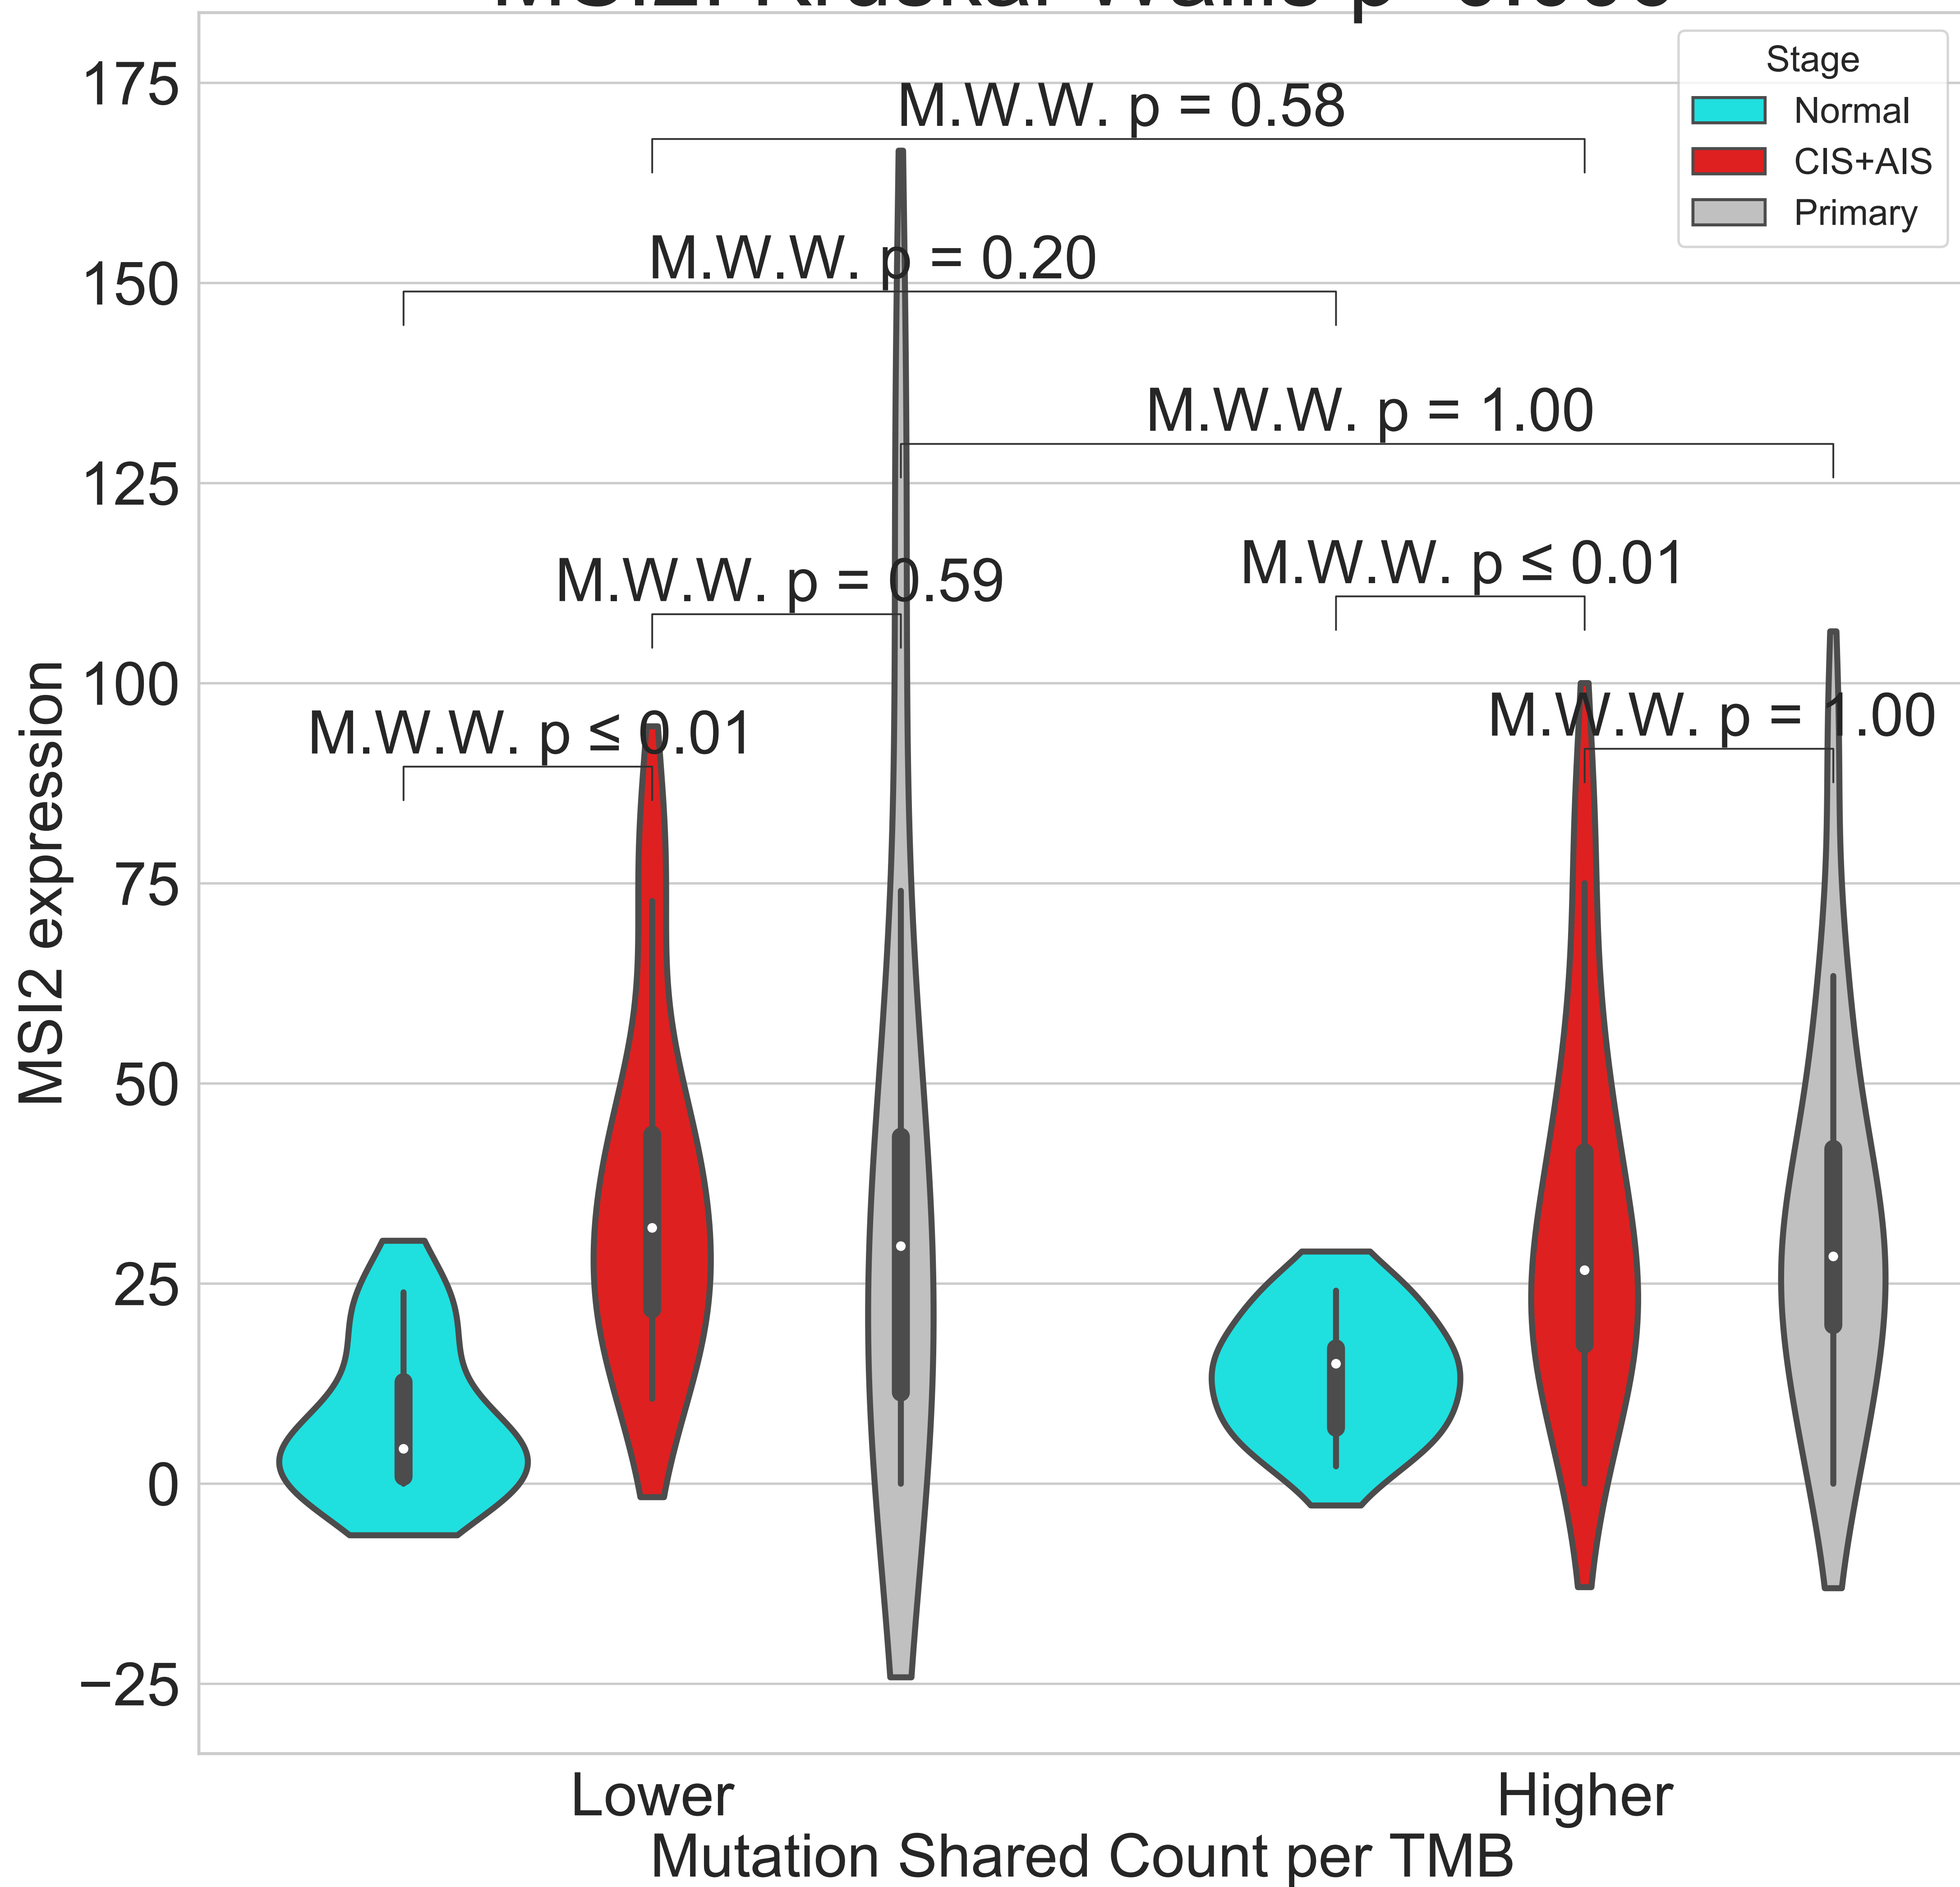 175
150
125
100
75
50
25
0
−25
MSI2 expression
Stage
Normal
CIS+AIS
Primary
M.W.W. p = 0.58
M.W.W. p = 0.20
M.W.W. p = 1.00
M.W.W. p = 0.59
M.W.W. p ≤ 0.01
M.W.W. p ≤ 0.01
M.W.W. p = 1.00
Lower
Higher
Mutation Shared Count per TMB